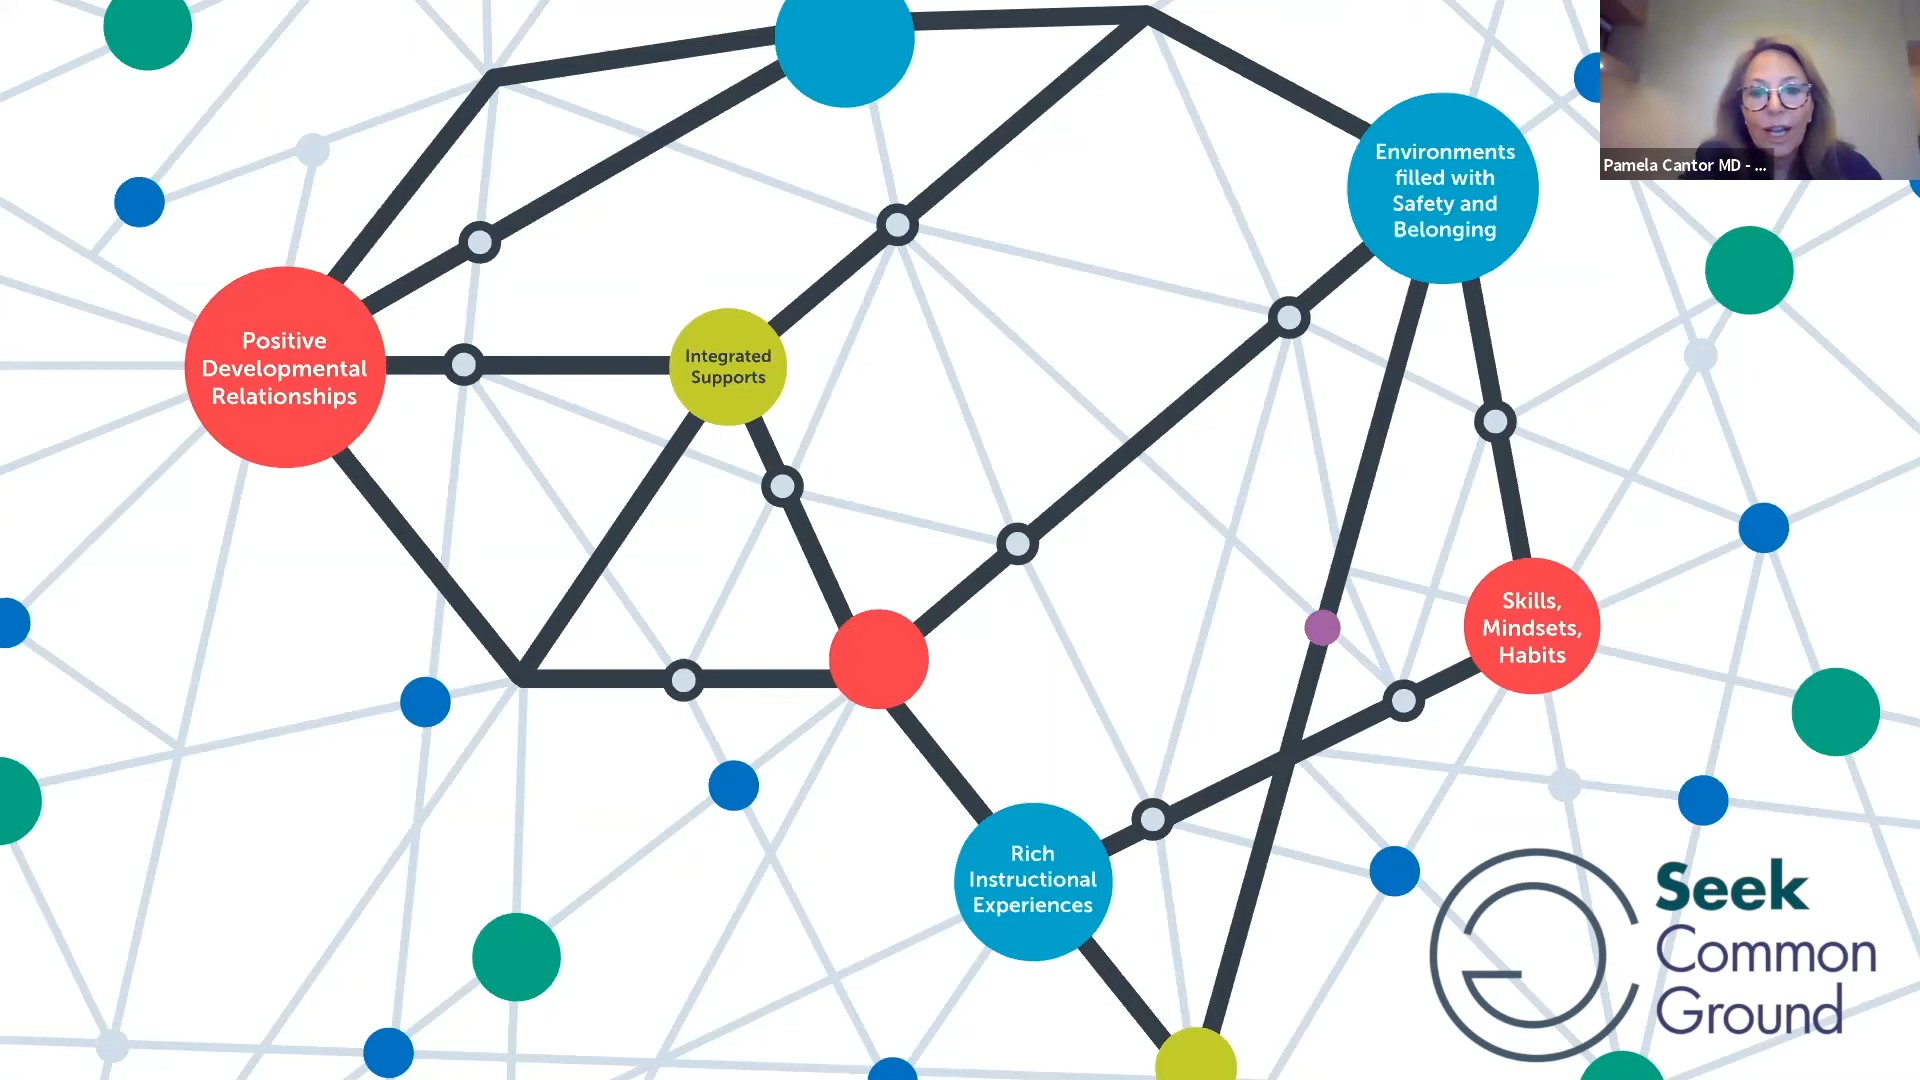 Environments
filled with
Safety and
Belonging
Pamela Cantor MD - ...
Positive
Developmental
Relationships
Integrated
Supports
Skills,
Mindsets,
Habits
Rich
Instructional
Experiences
Seek
Common
Ground